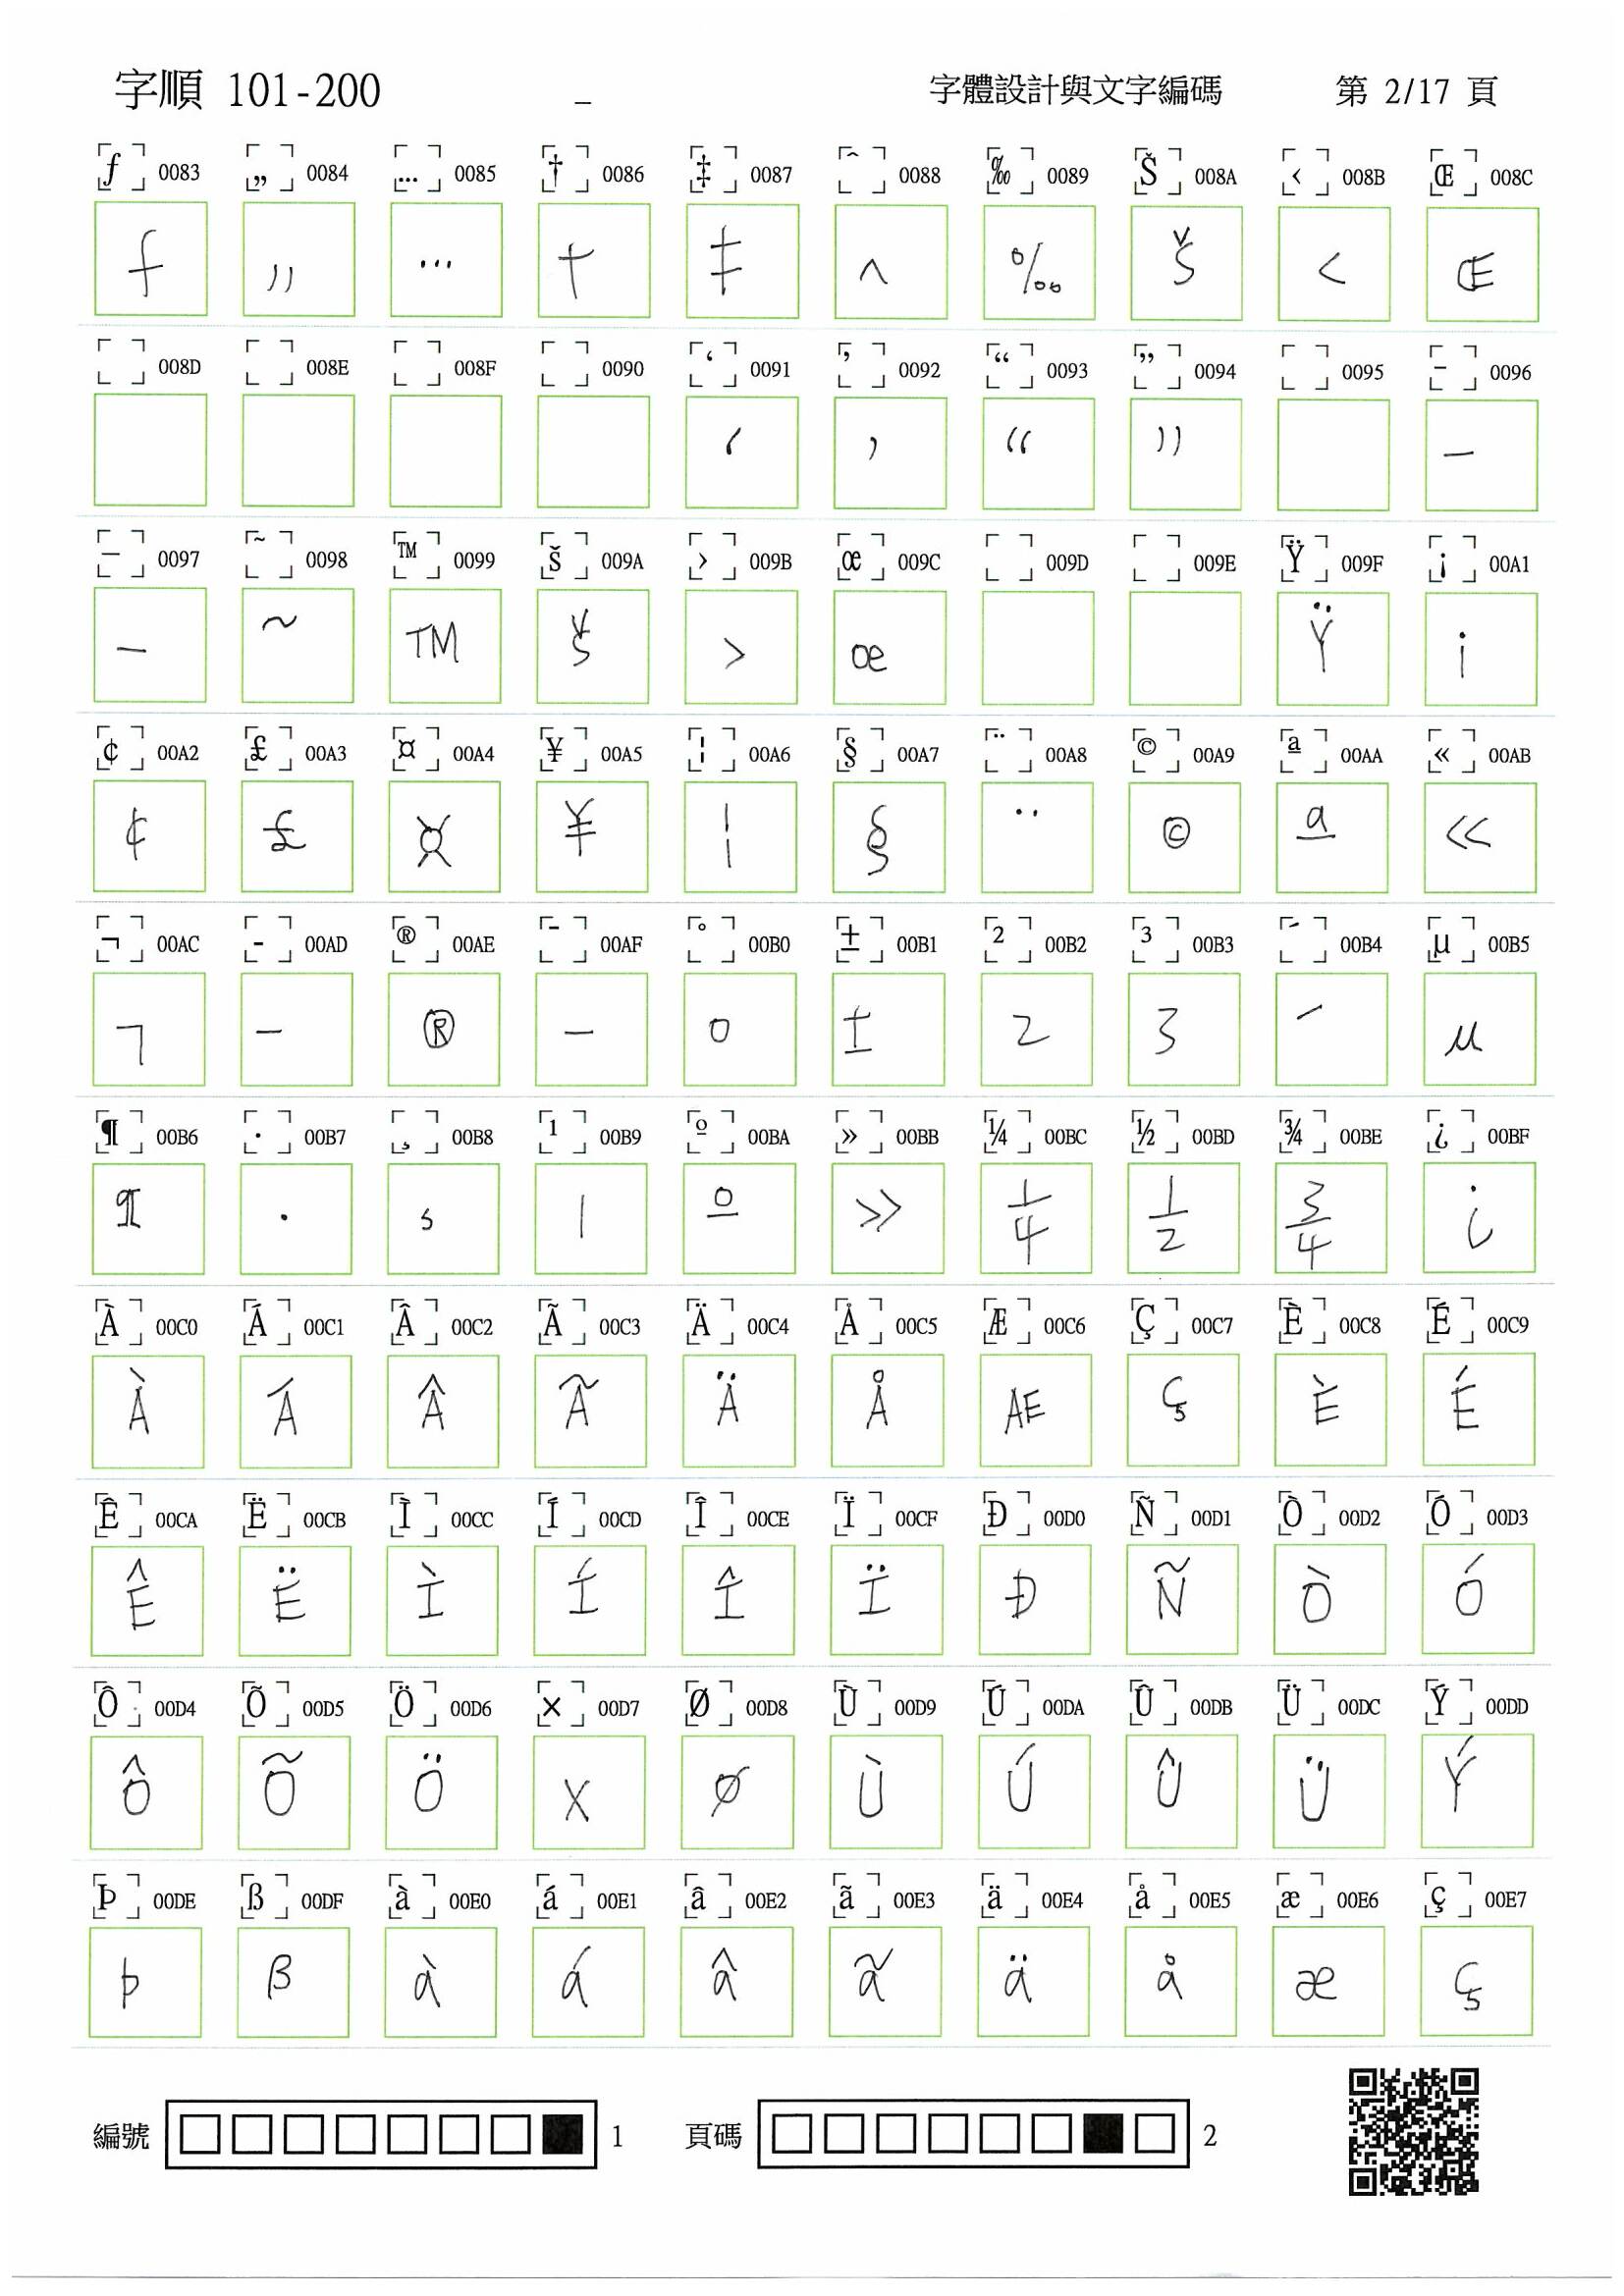 字順 101-200 _ 字體設計與文字編碼 第 2/17 頁
ƒ 0083 „ 0084 … 0085 † 0086 ‡ 0087 ˆ 0088 ‰ 0089 Š 008A ‹ 008B Œ 008C
ƒ „ … † ‡ ^ ‰ Š < Œ
008D 008E 008F 0090 ‘ 0091 ’ 0092 “ 0093 ” 0094 0095 – 0096
‘ ’ “ ” –
— 0097 ˜ 0098 ™ 0099 š 009A › 009B œ 009C 009D 009E Ÿ 009F ¡ 00A1
— ~ TM š > œ Ÿ ¡
¢ 00A2 £ 00A3 ¤ 00A4 ¥ 00A5 ¦ 00A6 § 00A7 ¨ 00A8 © 00A9 ª 00AA « 00AB
¢ £ ¤ ¥ ¦ § ¨ © ª «
¬ 00AC - 00AD ® 00AE ¯ 00AF ° 00B0 ± 00B1 ² 00B2 ³ 00B3 ´ 00B4 µ 00B5
¬ - ® – ° ± 2 3 ´ µ
¶ 00B6 · 00B7 ¸ 00B8 ¹ 00B9 º 00BA » 00BB ¼ 00BC ½ 00BD ¾ 00BE ¿ 00BF
¶ · ¸ 1 º » ¼ ½ ¾ ¿
À 00C0 Á 00C1 Â 00C2 Ã 00C3 Ä 00C4 Å 00C5 Æ 00C6 Ç 00C7 È 00C8 É 00C9
À Á Â Ã Ä Å Æ Ç È É
Ê 00CA Ë 00CB Ì 00CC Í 00CD Î 00CE Ï 00CF Ð 00D0 Ñ 00D1 Ò 00D2 Ó 00D3
Ê Ë Ì Í Î Ï Ð Ñ Ò Ó
Ô 00D4 Õ 00D5 Ö 00D6 × 00D7 Ø 00D8 Ù 00D9 Ú 00DA Û 00DB Ü 00DC Ý 00DD
Ô Õ Ö × Ø Ù Ú Û Ü Ý
Þ 00DE ß 00DF à 00E0 á 00E1 â 00E2 ã 00E3 ä 00E4 å 00E5 æ 00E6 ç 00E7
Þ ß à á â ã ä å æ ç
編號 1 頁碼 2